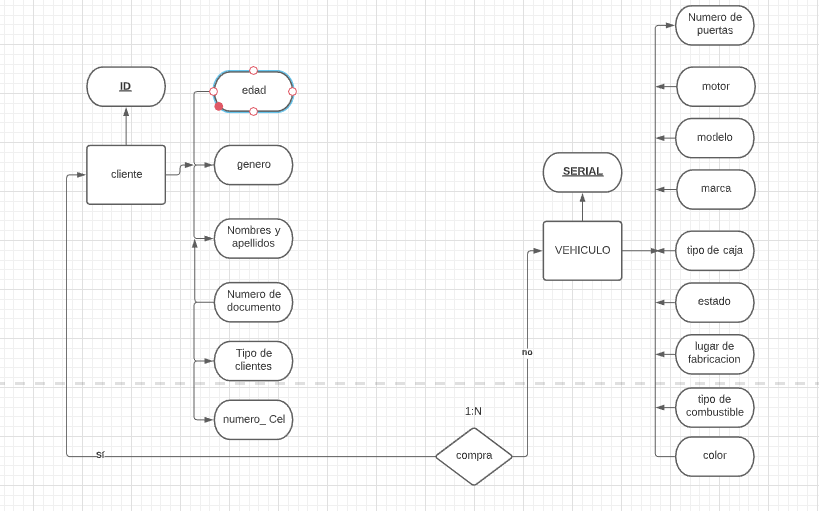 ID
edad
cliente
genero
Nombres y
apellidos
Numero de
documento
Tipo de
clientes
numero_ Cel
Sí
1:N
compra
no
SERIAL
VEHICULO
Numero de
puertas
motor
modelo
marca
tipo de caja
estado
lugar de
fabricacion
tipo de
combustible
color